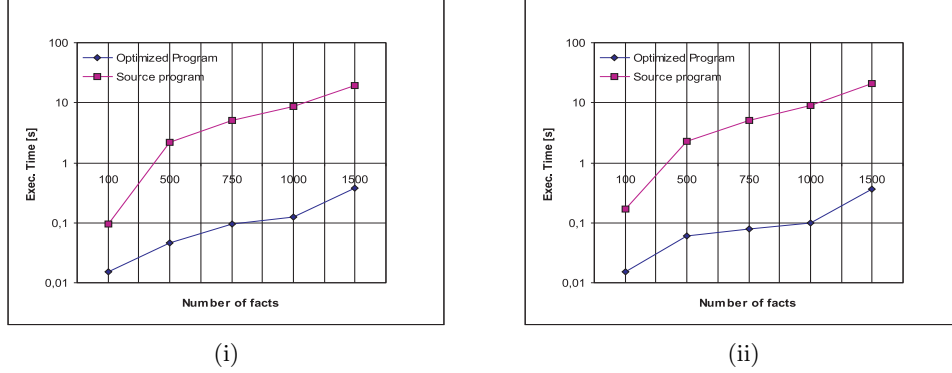 100
Optimized Program
Source program
10
Exec. Time [s]
1
100 500 750 1000 1500
0,1
0,01
Number of facts
(i)
100
Optimized Program
Source program
10
Exec. Time [s]
1
100 500 750 1000 1500
0,1
0,01
Number of facts
(ii)